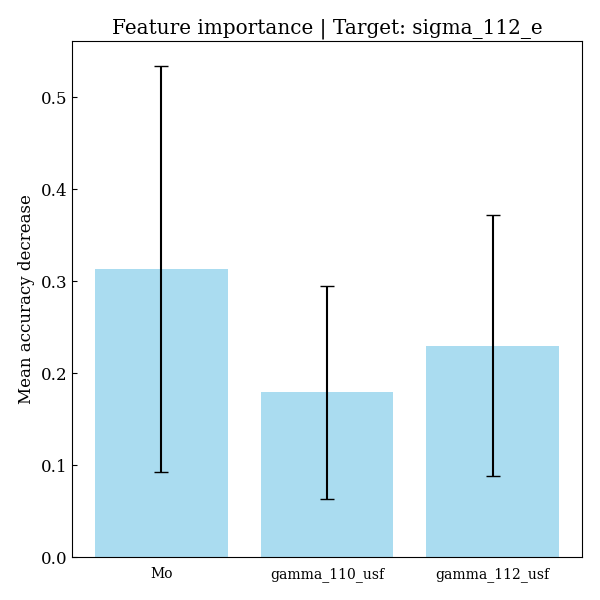 Feature importance | Target: sigma_112_e
Mean accuracy decrease
0.5
0.4
0.3
0.2
0.1
0.0
Mo
gamma_110_usf
gamma_112_usf